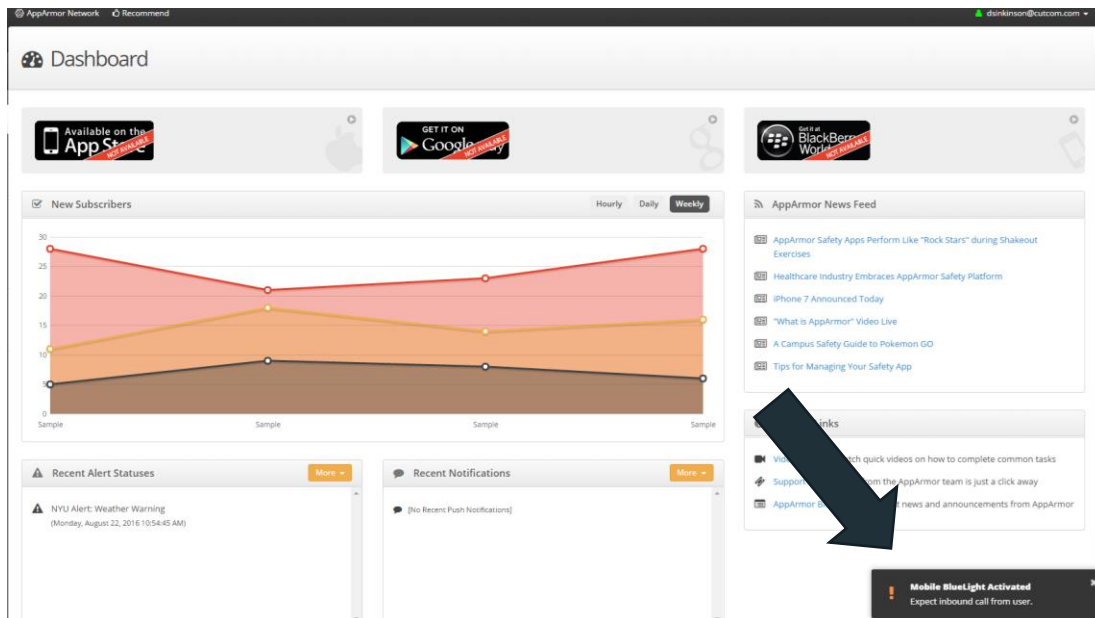 AppArmor Network Recommend
dsinkinson@cutcom.com
Dashboard
Available on the
App St
NOT AVAILABLE
GET IT ON
Google
NOT AVAILABLE
Get it at
BlackBerry
World
NOT AVAILABLE
New Subscribers
Hourly Daily Weekly
30
25
20
15
10
5
0
Sample Sample Sample Sample
AppArmor News Feed
AppArmor Safety Apps Perform Like "Rock Stars" during Shakeout
Exercises
Healthcare Industry Embraces AppArmor Safety Platform
iPhone 7 Announced Today
"What is AppArmor" Video Live
A Campus Safety Guide to Pokemon GO
Tips for Managing Your Safety App
inks
quick videos on how to complete common tasks
Support from the AppArmor team is just a click away
AppArmor news and announcements from AppArmor
Recent Alert Statuses
More
NYU Alert: Weather Warning
(Monday, August 22, 2016 10:54:45 AM)
Recent Notifications
More
[No Recent Push Notifications]
Mobile BlueLight Activated
Expect inbound call from user.